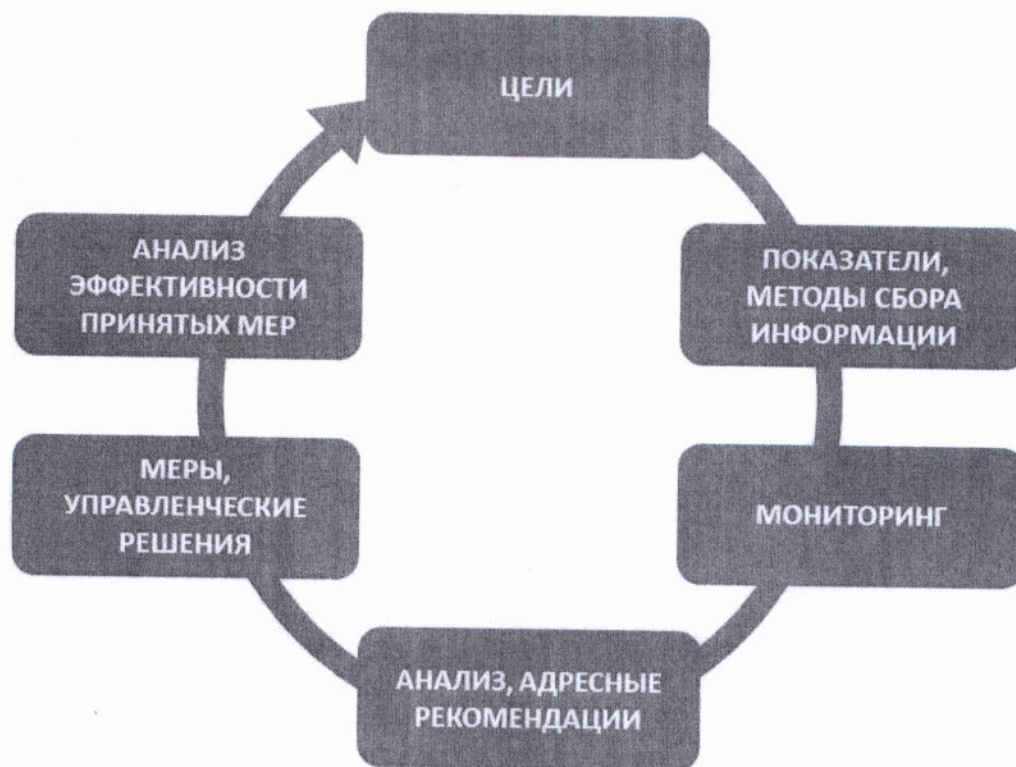 ЦЕЛИ
ПОКАЗАТЕЛИ,
МЕТОДЫ СБОРА
ИНФОРМАЦИИ
МОНИТОРИНГ
АНАЛИЗ, АДРЕСНЫЕ
РЕКОМЕНДАЦИИ
МЕРЫ,
УПРАВЛЕНЧЕСКИЕ
РЕШЕНИЯ
АНАЛИЗ
ЭФФЕКТИВНОСТИ
ПРИНЯТЫХ МЕР